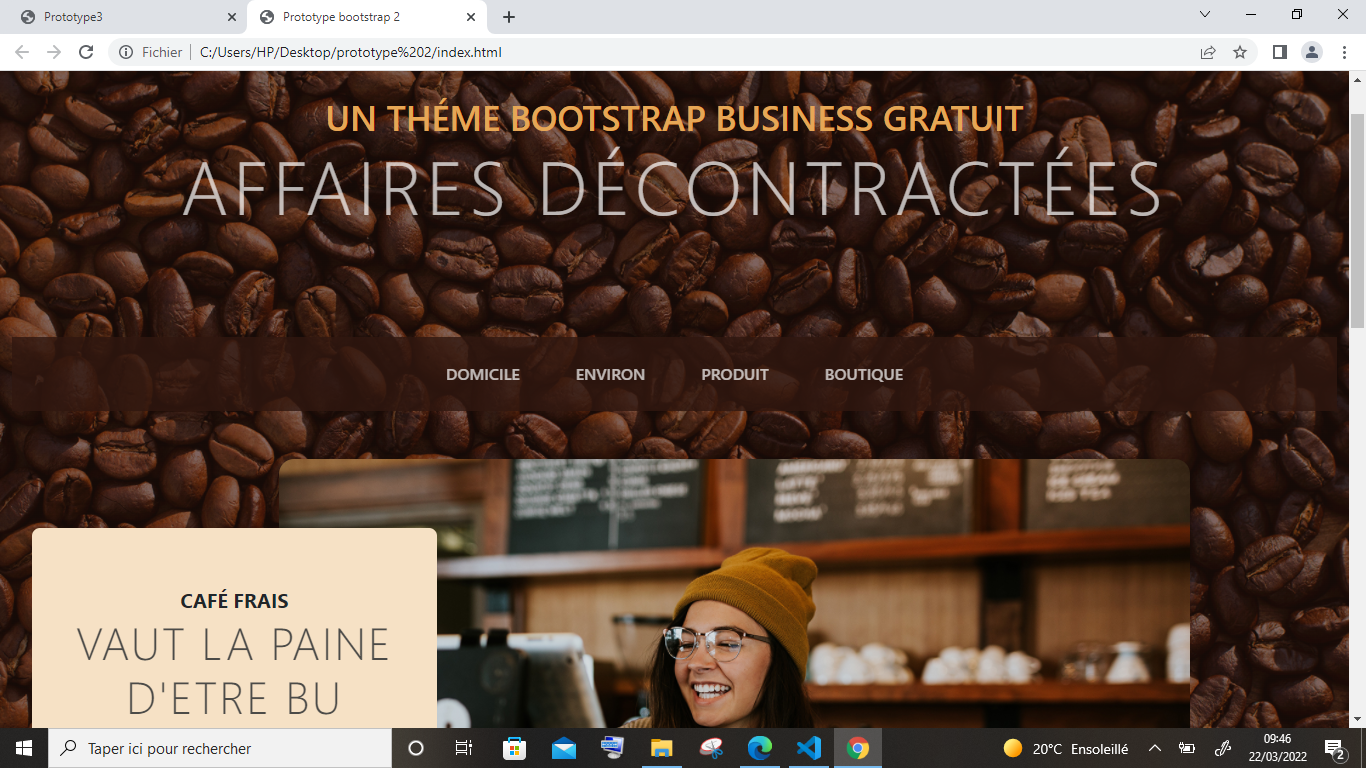 Prototype3
Prototype bootstrap 2
Fichier
C:/Users/HP/Desktop/prototype%202/index.html
UN THÉME BOOTSTRAP BUSINESS GRATUIT
AFFAIRES DÉCONTRACTÉES
DOMICILE ENVIRON PRODUIT BOUTIQUE
CAFÉ FRAIS
VAUT LA PAINE
D'ETRE BU
Taper ici pour rechercher
20°C Ensoleillé
09:46
22/03/2022
2